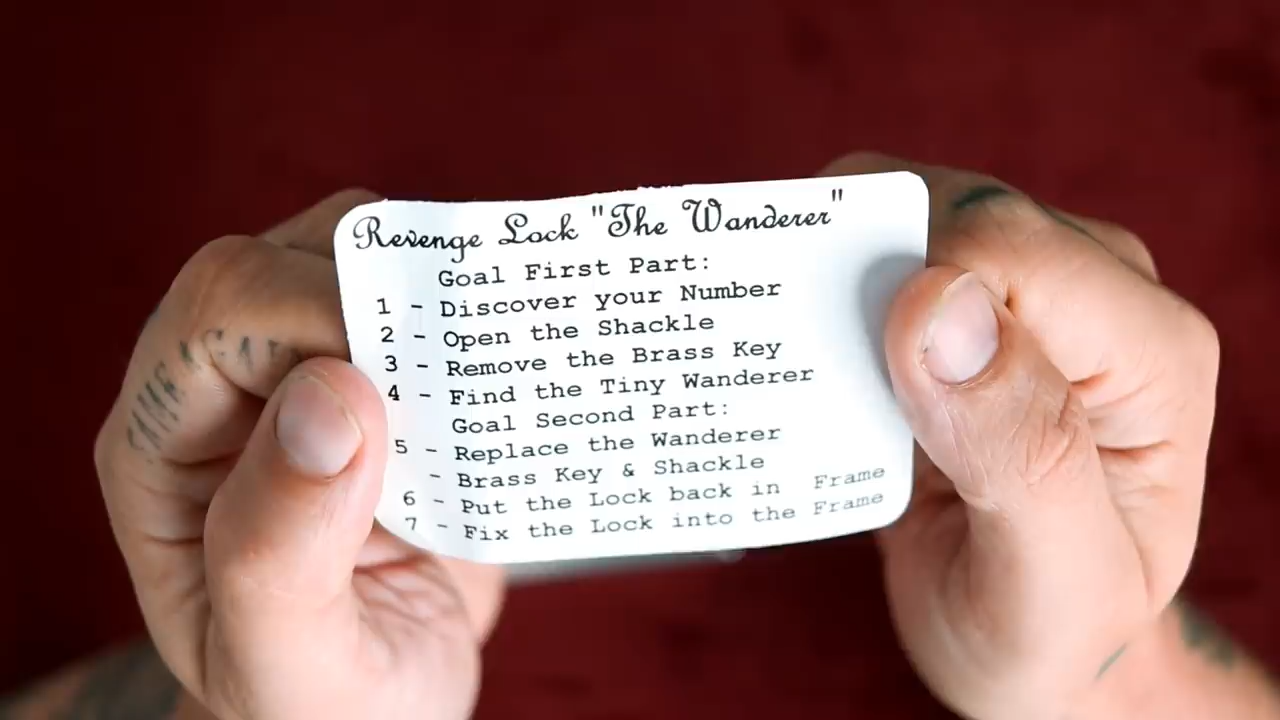 Revenge Lock "The Wanderer"
Goal First Part:
1 - Discover your Number
2 - Open the Shackle
3 - Remove the Brass Key
4 - Find the Tiny Wanderer
Goal Second Part:
5 - Replace the Wanderer
- Brass Key & Shackle
6 - Put the Lock back in Frame
7 - Fix the Lock into the Frame